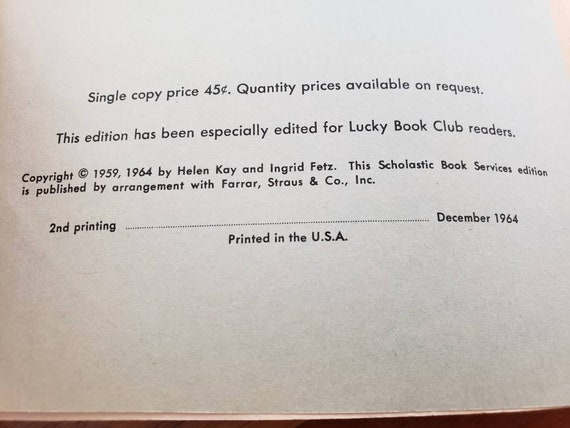 Single copy price 45¢. Quantity prices available on request.
This edition has been especially edited for Lucky Book Club readers.
Copyright © 1959, 1964 by Helen Kay and Ingrid Fetz. This Scholastic Book Services edition
is published by arrangement with Farrar, Straus & Co., Inc.
2nd printing ........................................ December 1964
Printed in the U.S.A.